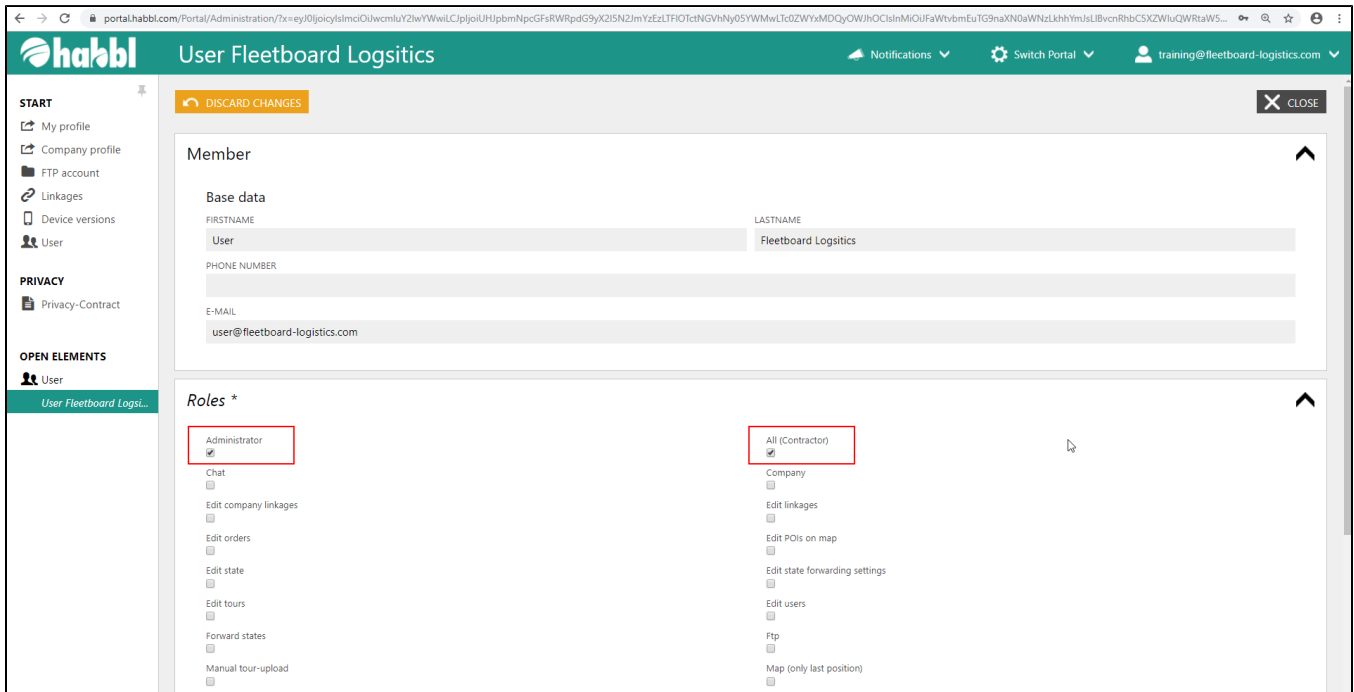 portal.habbl.com/Portal/Administration/?x=
habbl
User Fleetboard Logsitics
Notifications
Switch Portal
training@fleetboard-logistics.com
START
My profile
Company profile
FTP account
Linkages
Device versions
User
PRIVACY
Privacy-Contract
OPEN ELEMENTS
User
User Fleetboard Logsi...
DISCARD CHANGES
CLOSE
Member
Base data
FIRSTNAME
LASTNAME
User
Fleetboard Logsitics
PHONE NUMBER
E-MAIL
user@fleetboard-logistics.com
Roles *
Administrator
All (Contractor)
Chat
Company
Edit company linkages
Edit linkages
Edit orders
Edit POIs on map
Edit state
Edit state forwarding settings
Edit tours
Edit users
Forward states
Ftp
Manual tour-upload
Map (only last position)